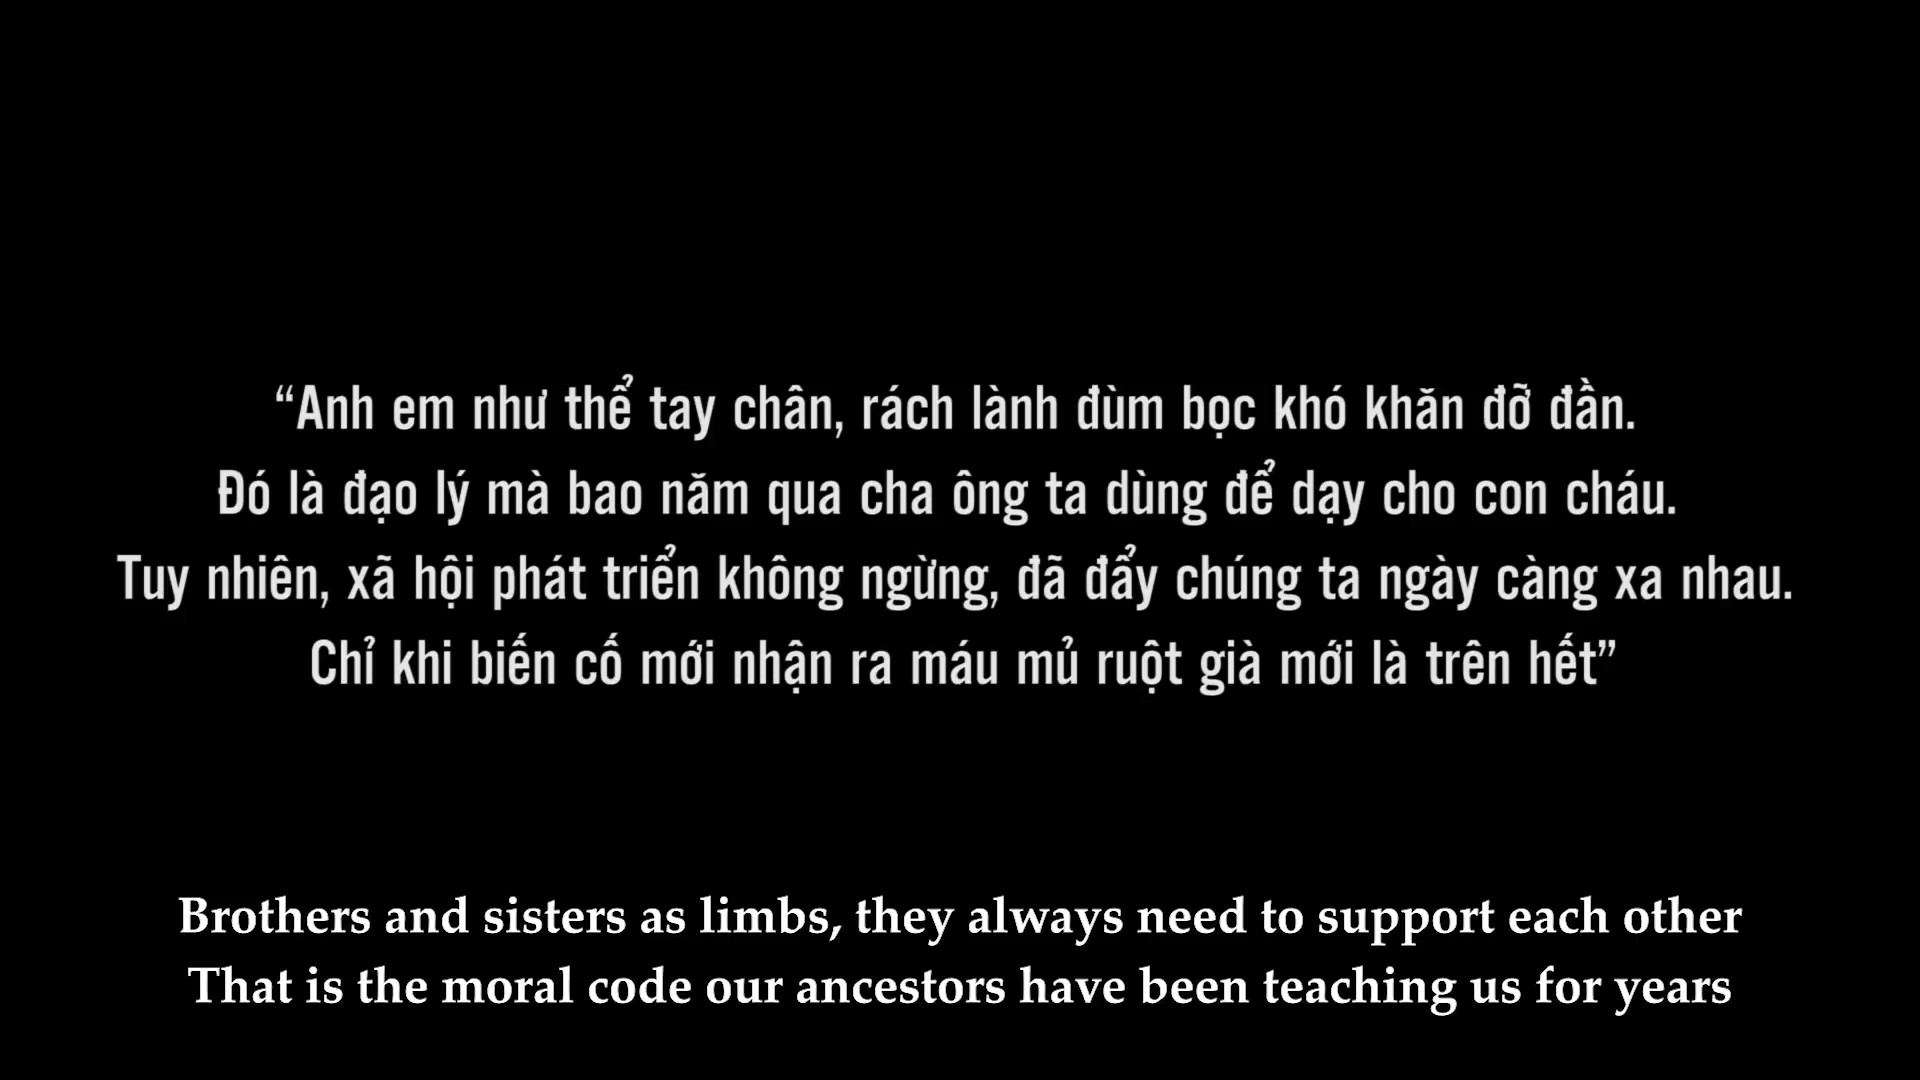 “Anh em như thể tay chân, rách lành đùm bọc khó khăn đỡ đần.
Đó là đạo lý mà bao năm qua cha ông ta dùng để dạy cho con cháu.
Tuy nhiên, xã hội phát triển không ngừng, đã đẩy chúng ta ngày càng xa nhau.
Chỉ khi biến cố mới nhận ra máu mủ ruột già mới là trên hết”
Brothers and sisters as limbs, they always need to support each other
That is the moral code our ancestors have been teaching us for years